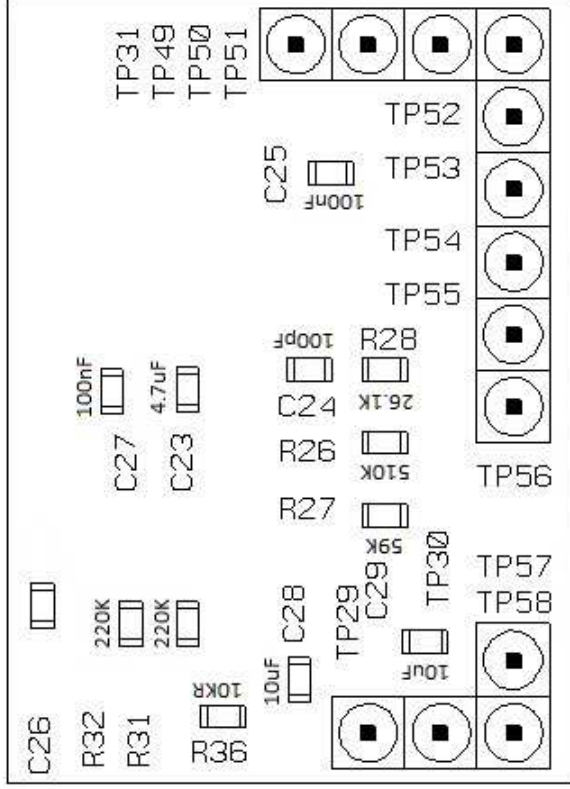 TP31
TP49
TP50
TP51
TP52
C25
100nF
TP53
TP54
TP55
100pF
R28
100nF
4.7uF
C24
26.1K
C27
C23
R26
510K
R27
59K
TP56
TP30
TP57
C29
TP29
C28
TP58
220K
220K
10uF
10uF
10KR
C26
R32
R31
R36